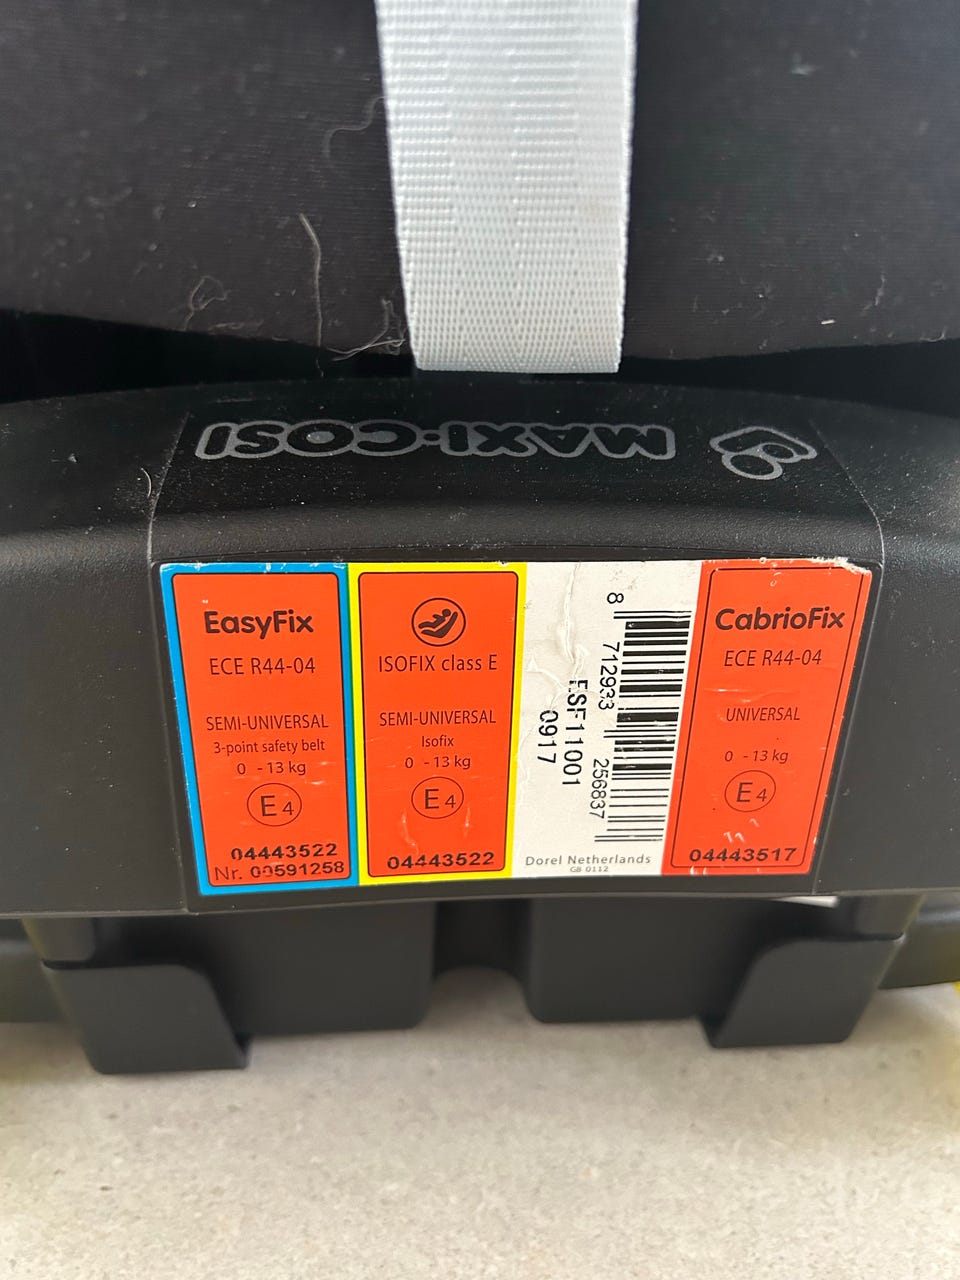 MAXI-COSI
EasyFix
ECE R44-04
SEMI-UNIVERSAL
3-point safety belt
0 - 13 kg
E4
04443522
Nr. 00591258
ISOFIX class E
SEMI-UNIVERSAL
Isofix
0 - 13 kg
E4
04443522
8 712933 256837
ESF11001
0917
Dorel Netherlands
GB 0112
CabrioFix
ECE R44-04
UNIVERSAL
0 - 13 kg
E4
04443517